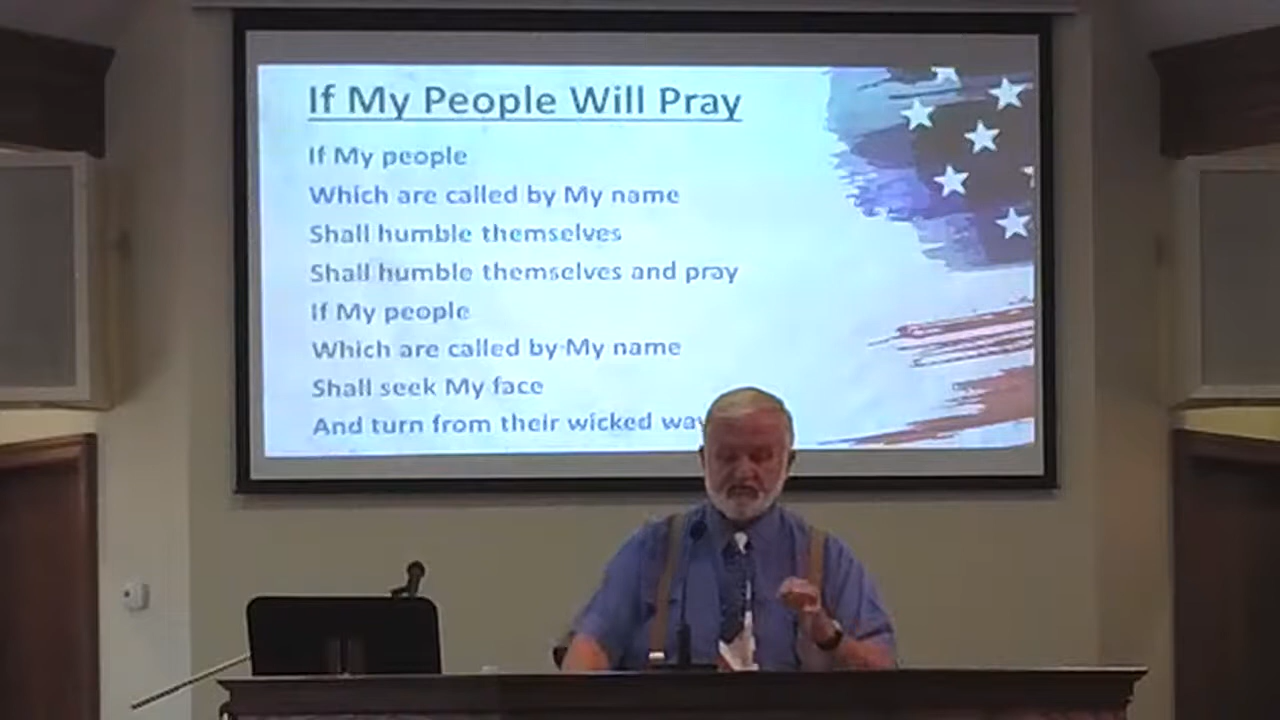 If My People Will Pray
If My people
Which are called by My name
Shall humble themselves
Shall humble themselves and pray
If My people
Which are called by My name
Shall seek My face
And turn from their wicked